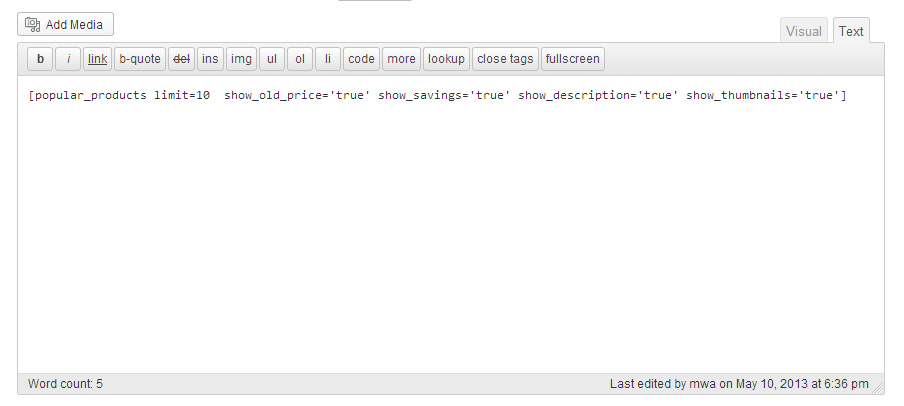 Add Media
Visual Text
b i link b-quote del ins img ul ol li code more lookup close tags fullscreen
[popular_products limit=10  show_old_price='true' show_savings='true' show_description='true' show_thumbnails='true']
Word count: 5 Last edited by mwa on May 10, 2013 at 6:36 pm